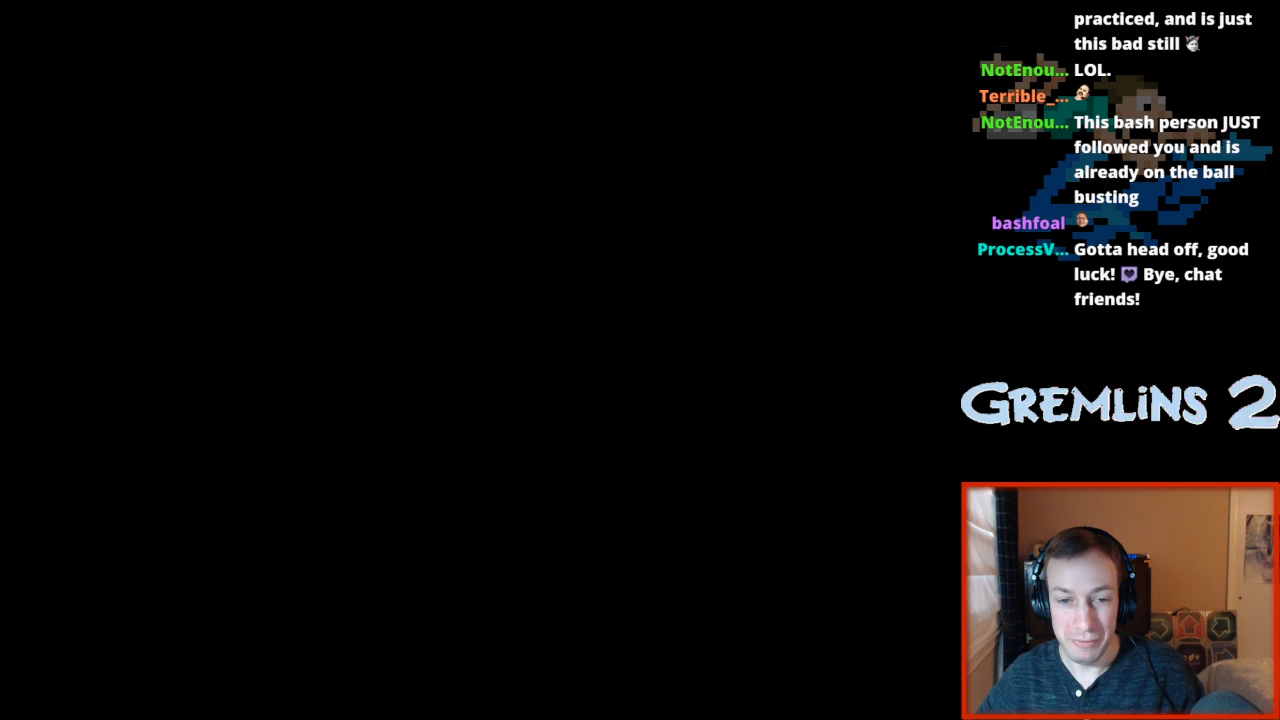 practiced, and is just
this bad still
NotEnou... LOL.
Terrible_...
NotEnou... This bash person JUST
followed you and is
already on the ball
busting
bashfoal
ProcessV... Gotta head off, good
luck! Bye, chat
friends!
GREMLiNS 2